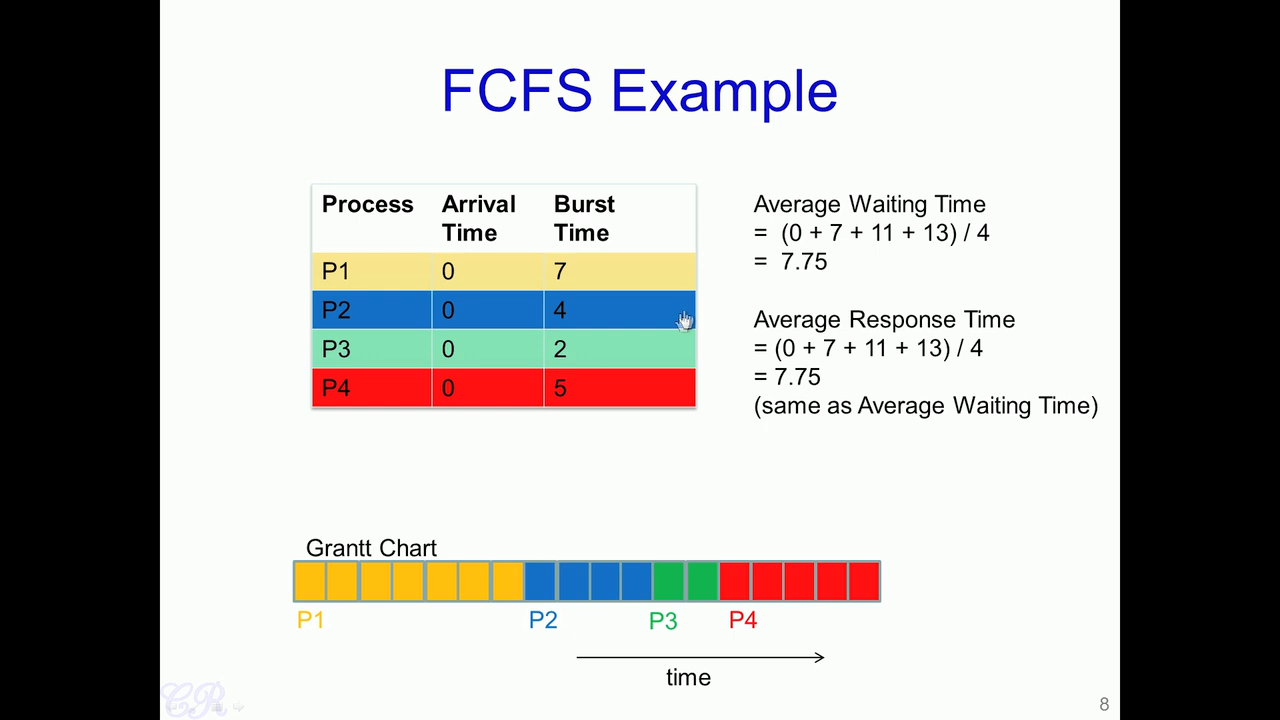 FCFS Example
Process Arrival Time Burst Time
P1 0 7
P2 0 4
P3 0 2
P4 0 5
Average Waiting Time
= (0 + 7 + 11 + 13) / 4
= 7.75
Average Response Time
= (0 + 7 + 11 + 13) / 4
= 7.75
(same as Average Waiting Time)
Grantt Chart
P1 P2 P3 P4
time
CR
8